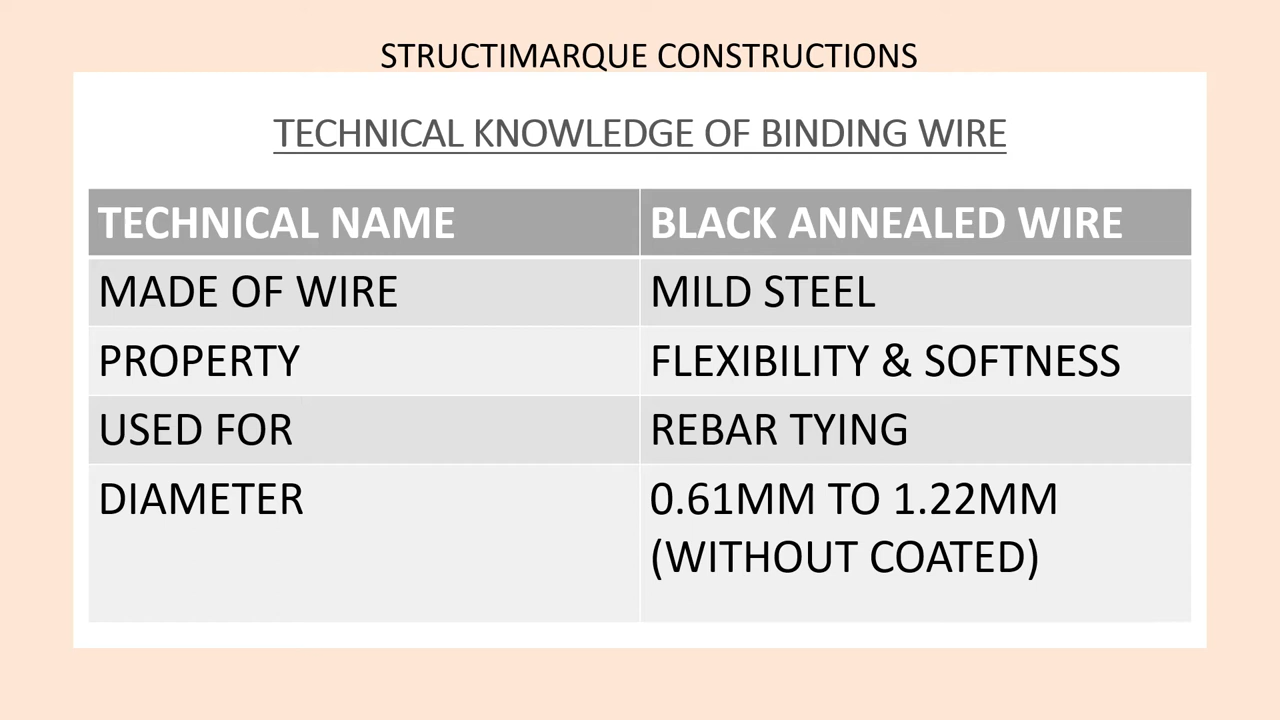 STRUCTIMARQUE CONSTRUCTIONS
TECHNICAL KNOWLEDGE OF BINDING WIRE
TECHNICAL NAME BLACK ANNEALED WIRE
MADE OF WIRE MILD STEEL
PROPERTY FLEXIBILITY & SOFTNESS
USED FOR REBAR TYING
DIAMETER 0.61MM TO 1.22MM
(WITHOUT COATED)